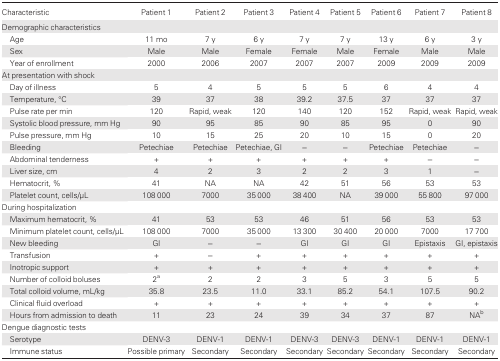 Characteristic Patient 1 Patient 2 Patient 3 Patient 4 Patient 5 Patient 6 Patient 7 Patient 8
Demographic characteristics
Age 11 mo 7 y 6 y 7 y 7 y 13 y 6 y 3 y
Sex Male Male Female Female Male Female Male Male
Year of enrollment 2000 2006 2007 2007 2007 2009 2009 2009
At presentation with shock
Day of illness 5 4 5 5 5 6 4 4
Temperature, °C 39 37 38 39.2 37.5 37 37 37
Pulse rate per min 120 Rapid, weak 120 140 120 152 Rapid, weak Rapid, weak
Systolic blood pressure, mm Hg 90 95 85 90 85 95 0 90
Pulse pressure, mm Hg 10 15 25 20 10 15 0 20
Bleeding Petechiae Petechiae Petechiae, GI – – Petechiae Petechiae –
Abdominal tenderness + + + + + + – –
Liver size, cm 4 2 3 2 2 3 1 –
Hematocrit, % 41 NA NA 42 51 56 53 53
Platelet count, cells/μL 108 000 7000 35 000 38 400 NA 39 000 55 800 97 000
During hospitalization
Maximum hematocrit, % 41 53 53 46 51 56 53 53
Minimum platelet count, cells/μL 108 000 7000 35 000 13 300 30 400 20 000 7000 17 700
New bleeding GI – – GI GI GI Epistaxis GI, epistaxis
Transfusion + – + + + + + +
Inotropic support + + + + + + + +
Number of colloid boluses 2a 2 2 3 5 3 5 5
Total colloid volume, mL/kg 35.8 23.5 11.0 33.1 85.2 54.1 107.5 90.2
Clinical fluid overload + + + + + + + +
Hours from admission to death 11 23 24 39 34 37 87 NAb
Dengue diagnostic tests
Serotype DENV-3 DENV-1 DENV-1 DENV-3 DENV-3 DENV-1 DENV-1 DENV-1
Immune status Possible primary Secondary Secondary Secondary Secondary Secondary Secondary Secondary